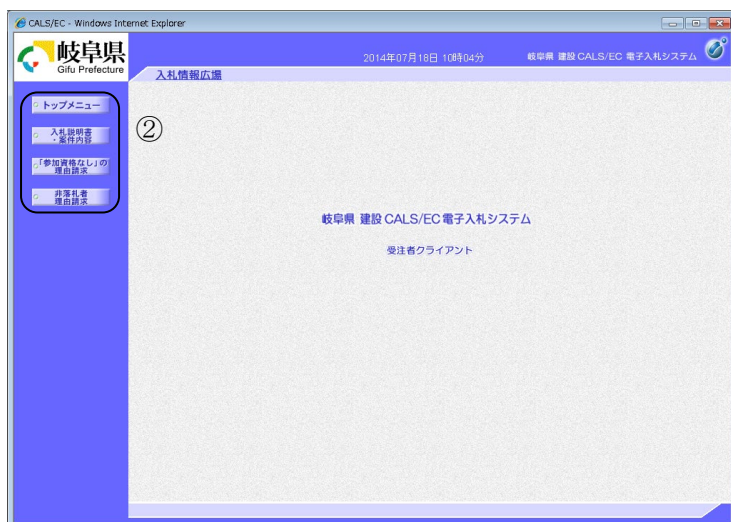 CALS/EC - Windows Internet Explorer
岐阜県
Gifu Prefecture
2014年07月18日 10時04分
岐阜県 建設 CALS/EC 電子入札システム
入札情報広場
トップメニュー
入札説明書
・案件内容
「参加資格なし」の
理由請求
非落札者
理由請求
②
岐阜県 建設 CALS/EC 電子入札システム
受注者クライアント